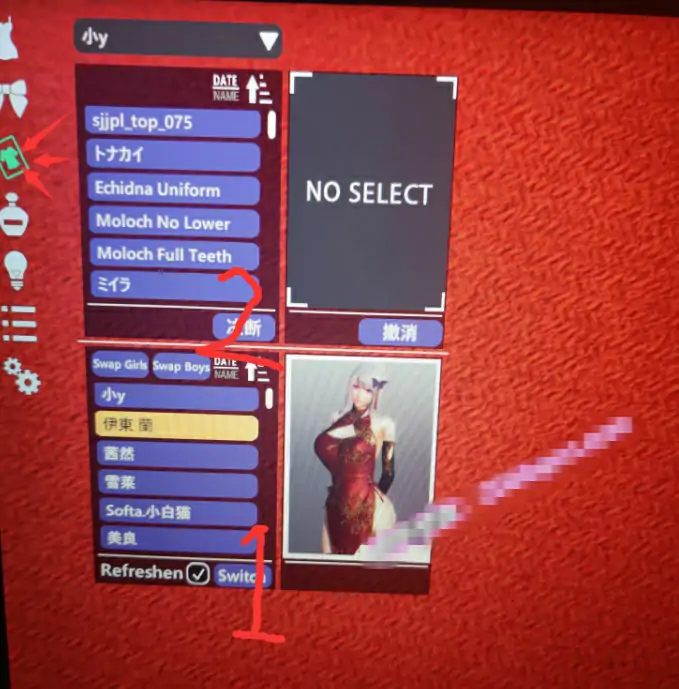 小y
DATE
NAME
sjjpl_top_075
トナカイ
Echidna Uniform
Moloch No Lower
Moloch Full Teeth
ミイラ
NO SELECT
撤消
2
Swap Girls
Swap Boys
DATE
NAME
小y
伊東 蘭
茜然
雪莱
Softa.小白猫
美良
Refreshen
Switch
1